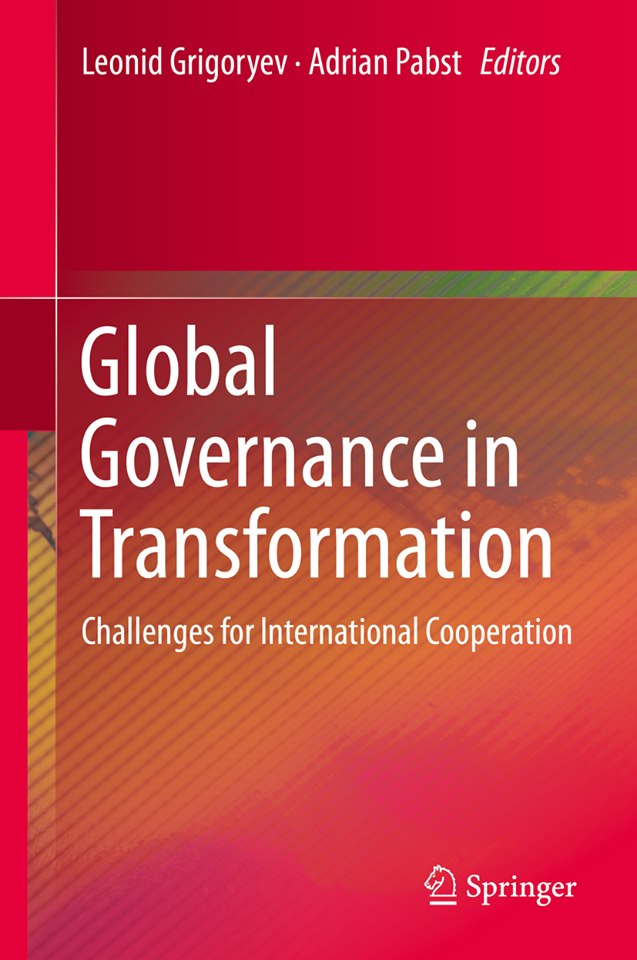 Leonid Grigoryev · Adrian Pabst Editors
Global
Governance in
Transformation
Challenges for International Cooperation
Springer